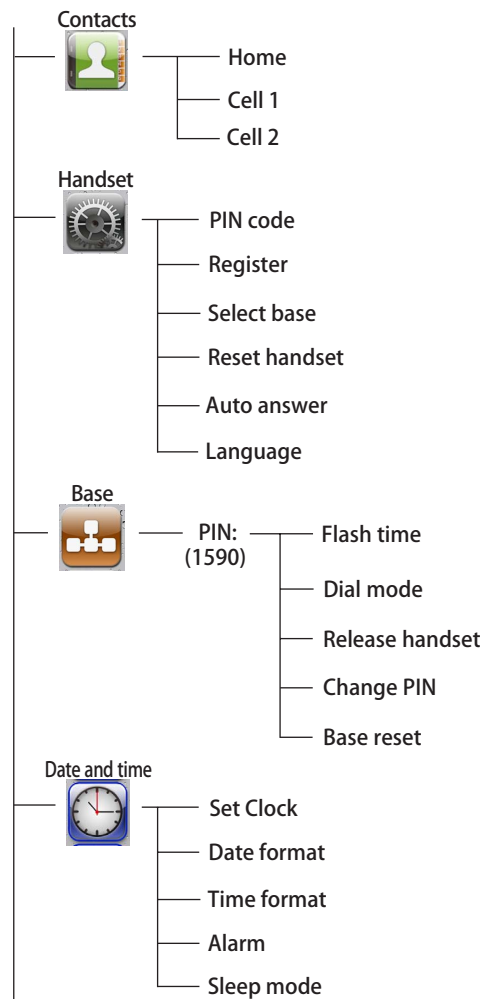 Contacts
Home
Cell 1
Cell 2
Handset
PIN code
Register
Select base
Reset handset
Auto answer
Language
Base
PIN:
(1590)
Flash time
Dial mode
Release handset
Change PIN
Base reset
Date and time
Set Clock
Date format
Time format
Alarm
Sleep mode